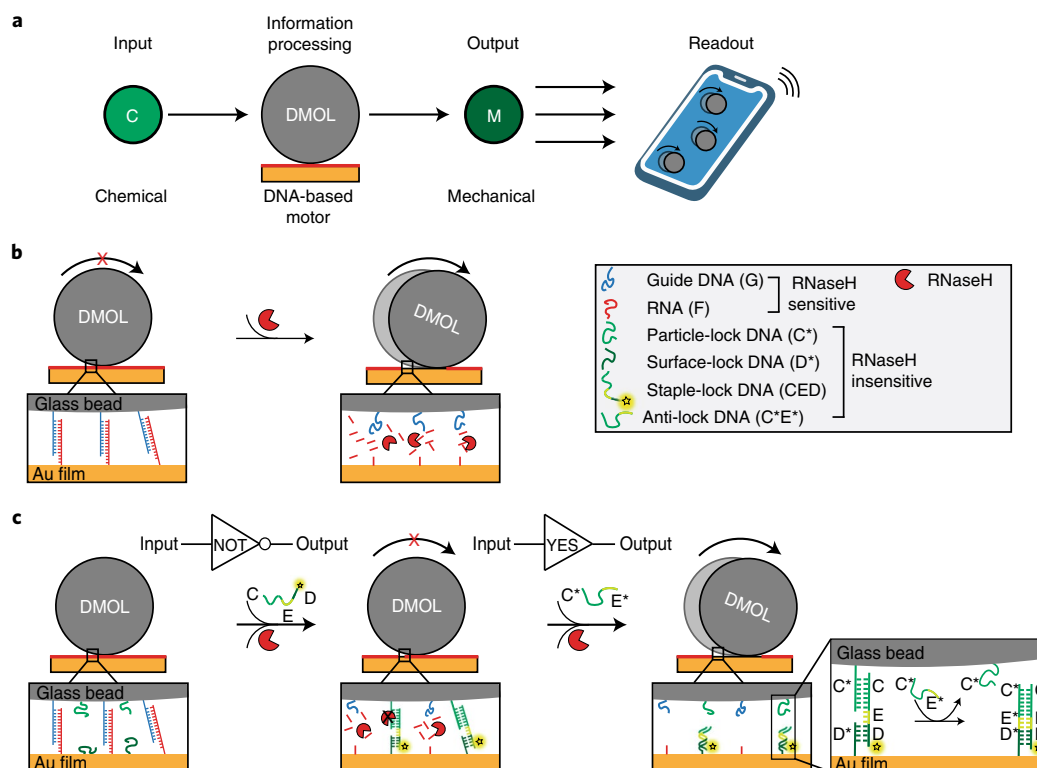 a
Input
Information
processing
Output
Readout
C
DMOL
M
Chemical
DNA-based
motor
Mechanical
b
X
DMOL
DMOL
Glass bead
Au film
Guide DNA (G)
RNA (F)
RNaseH
sensitive
RNaseH
Particle-lock DNA (C*)
Surface-lock DNA (D*)
Staple-lock DNA (CED)
Anti-lock DNA (C*E*)
RNaseH
insensitive
c
Input
NOT
Output
X
Input
YES
Output
DMOL
C
E
D
DMOL
C*
E*
DMOL
Glass bead
Au film
Glass bead
C*
C
E
D*
D
C*
E*
C*
C*
E*
D*
Au film